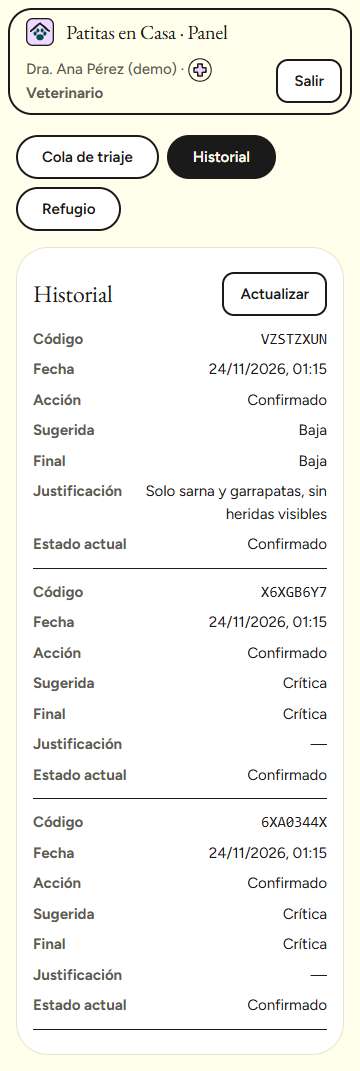 Patitas en Casa · Panel
Dra. Ana Pérez (demo) ·
Veterinario
Salir
Cola de triaje
Historial
Refugio
Historial
Actualizar
Código VZSTZXUN
Fecha 24/11/2026, 01:15
Acción Confirmado
Sugerida Baja
Final Baja
Justificación Solo sarna y garrapatas, sin
heridas visibles
Estado actual Confirmado
Código X6XGB6Y7
Fecha 24/11/2026, 01:15
Acción Confirmado
Sugerida Crítica
Final Crítica
Justificación —
Estado actual Confirmado
Código 6XA0344X
Fecha 24/11/2026, 01:15
Acción Confirmado
Sugerida Crítica
Final Crítica
Justificación —
Estado actual Confirmado